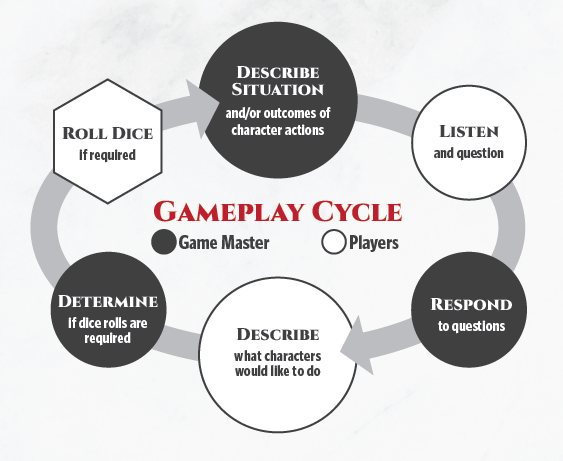 DESCRIBE
SITUATION
and/or outcomes of
character actions
LISTEN
and question
RESPOND
to questions
DESCRIBE
what characters
would like to do
DETERMINE
if dice rolls are
required
ROLL DICE
if required
GAMEPLAY CYCLE
Game Master
Players